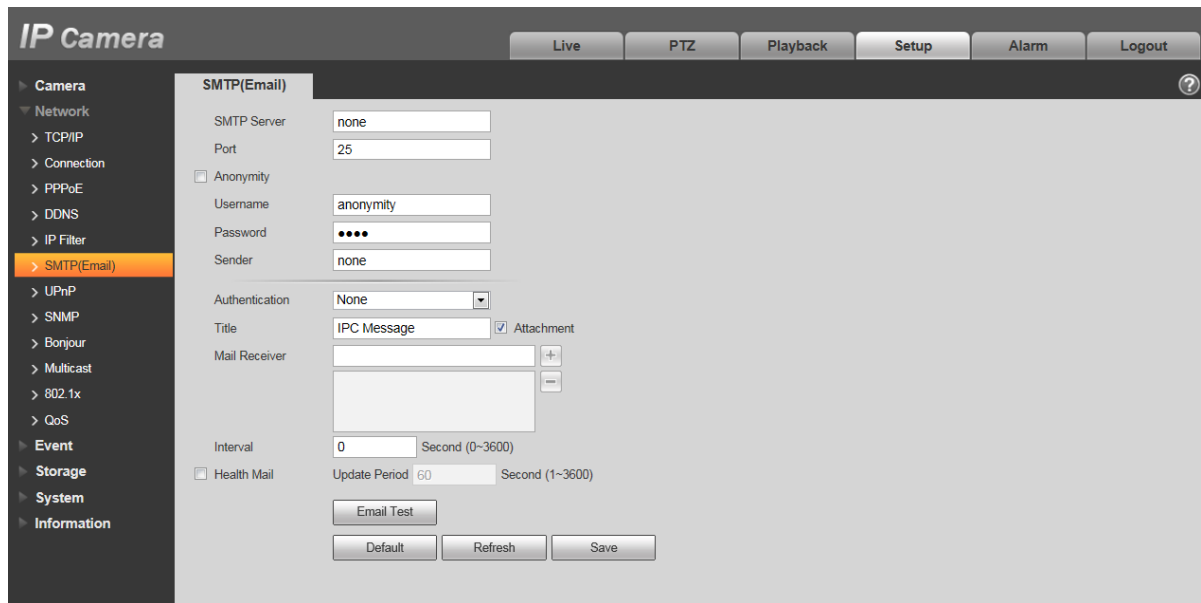 IP Camera
Live PTZ Playback Setup Alarm Logout
Camera
Network
TCP/IP
Connection
PPPoE
DDNS
IP Filter
SMTP(Email)
UPnP
SNMP
Bonjour
Multicast
802.1x
QoS
Event
Storage
System
Information
SMTP(Email) ?
SMTP Server none
Port 25
Anonymity
Username anonymity
Password ●●●●
Sender none
Authentication None
Title IPC Message Attachment
Mail Receiver
Interval 0 Second (0~3600)
Health Mail Update Period 60 Second (1~3600)
Email Test
Default Refresh Save